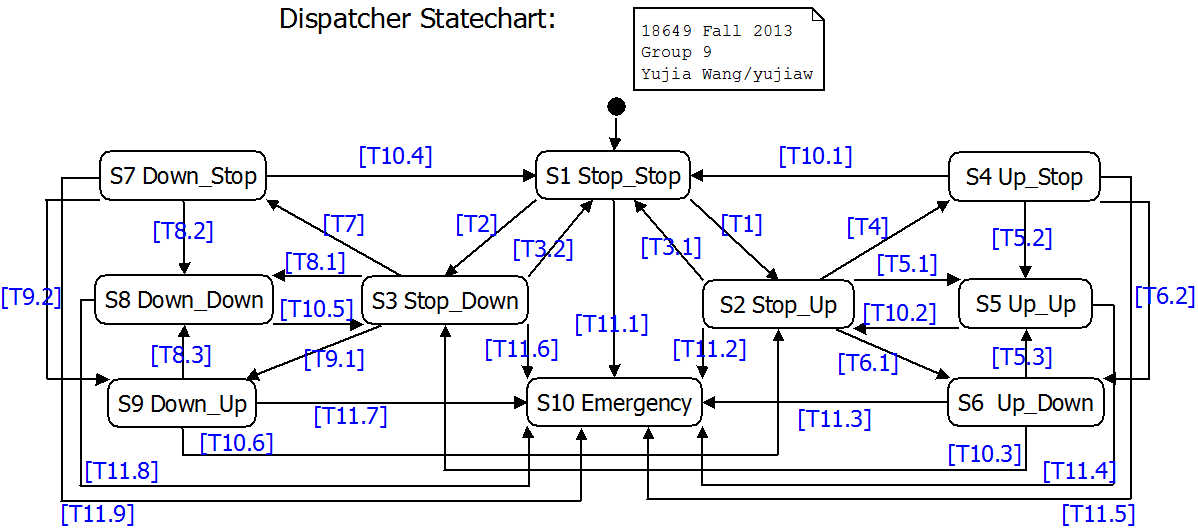 Dispatcher Statechart:
18649 Fall 2013
Group 9
Yujia Wang/yujiaw
S7 Down_Stop
[T10.4]
S1 Stop_Stop
[T10.1]
S4 Up_Stop
[T8.2]
[T7]
[T2]
[T3.2]
[T3.1]
[T1]
[T4]
[T5.2]
[T9.2]
[T8.1]
[T5.1]
[T6.2]
S8 Down_Down
[T10.5]
S3 Stop_Down
[T11.1]
S2 Stop_Up
[T10.2]
S5 Up_Up
[T8.3]
[T9.1]
[T11.6]
[T11.2]
[T6.1]
[T5.3]
S9 Down_Up
[T11.7]
S10 Emergency
[T11.3]
S6 Up_Down
[T10.6]
[T10.3]
[T11.8]
[T11.4]
[T11.9]
[T11.5]